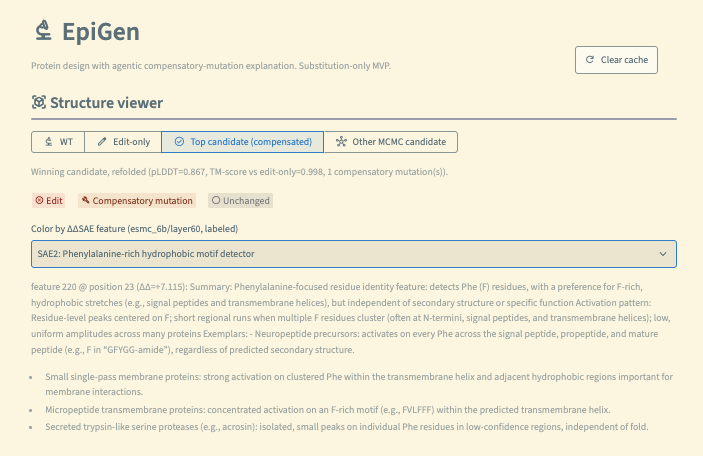 EpiGen
Protein design with agentic compensatory-mutation explanation. Substitution-only MVP.
Clear cache
Structure viewer
WT
Edit-only
Top candidate (compensated)
Other MCMC candidate
Winning candidate, refolded (pLDDT=0.867, TM-score vs edit-only=0.998, 1 compensatory mutation(s)).
Edit
Compensatory mutation
Unchanged
Color by ΔΔSAE feature (esmc_6b/layer60, labeled)
SAE2: Phenylalanine-rich hydrophobic motif detector
feature 220 @ position 23 (ΔΔ=+7.115): Summary: Phenylalanine-focused residue identity feature: detects Phe (F) residues, with a preference for F-rich,
hydrophobic stretches (e.g., signal peptides and transmembrane helices), but independent of secondary structure or specific function Activation pattern:
Residue-level peaks centered on F; short regional runs when multiple F residues cluster (often at N-termini, signal peptides, and transmembrane helices); low,
uniform amplitudes across many proteins Exemplars: - Neuropeptide precursors: activates on every Phe across the signal peptide, propeptide, and mature
peptide (e.g., F in “GFYGG-amide”), regardless of predicted secondary structure.
• Small single-pass membrane proteins: strong activation on clustered Phe within the transmembrane helix and adjacent hydrophobic regions important for
membrane interactions.
• Micropeptide transmembrane proteins: concentrated activation on an F-rich motif (e.g., FVLFFF) within the predicted transmembrane helix.
• Secreted trypsin-like serine proteases (e.g., acrosin): isolated, small peaks on individual Phe residues in low-confidence regions, independent of fold.